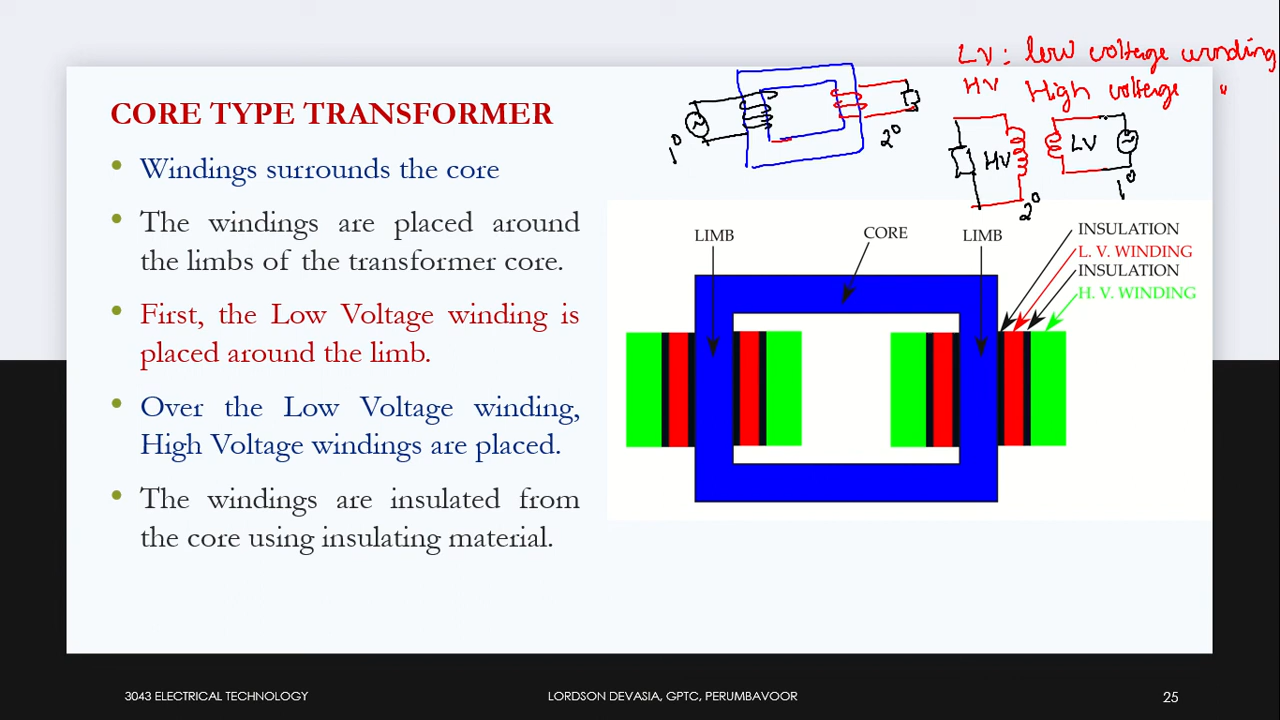 LV: low voltage winding
HV High voltage "
CORE TYPE TRANSFORMER
1° 2°
HV LV
2° 1°
• Windings surrounds the core
• The windings are placed around
the limbs of the transformer core.
• First, the Low Voltage winding is
placed around the limb.
• Over the Low Voltage winding,
High Voltage windings are placed.
• The windings are insulated from
the core using insulating material.
LIMB CORE LIMB
INSULATION
L. V. WINDING
INSULATION
H. V. WINDING
3043 ELECTRICAL TECHNOLOGY LORDSON DEVASIA, GPTC, PERUMBAVOOR 25